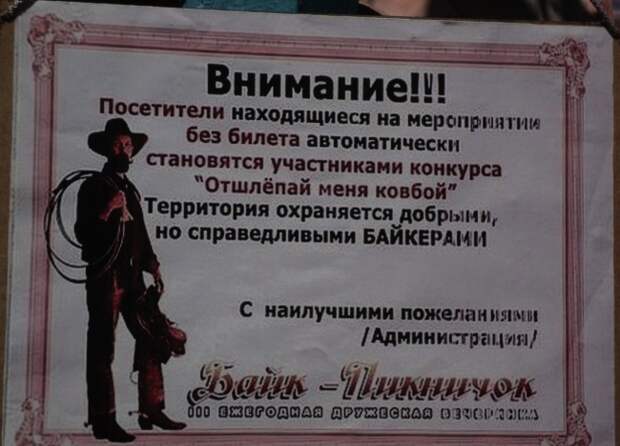 Внимание!!!
Посетители находящиеся на мероприятии
без билета автоматически
становятся участниками конкурса
"Отшлёпай меня ковбой"
Территория охраняется добрыми,
но справедливыми БАЙКЕРАМИ
С наилучшими пожеланиями
/Администрация/
Байк - Пикничок
III ЕЖЕГОДНАЯ ДРУЖЕСКАЯ ВЕЧЕРИНКА